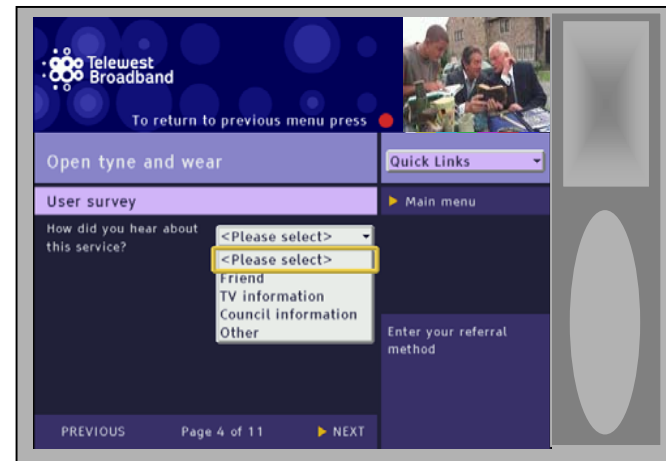 Telewest
Broadband
To return to previous menu press
Open tyne and wear
Quick Links
User survey
Main menu
How did you hear about
this service?
<Please select>
<Please select>
Friend
TV information
Council information
Other
Enter your referral
method
PREVIOUS Page 4 of 11 NEXT